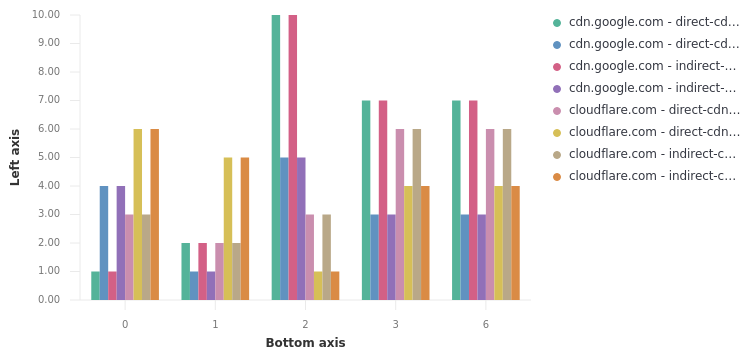 10.00
9.00
8.00
7.00
6.00
5.00
4.00
3.00
2.00
1.00
0.00
Left axis
0 1 2 3 6
Bottom axis
cdn.google.com - direct-cd…
cdn.google.com - direct-cd…
cdn.google.com - indirect-…
cdn.google.com - indirect-…
cloudflare.com - direct-cdn…
cloudflare.com - direct-cdn…
cloudflare.com - indirect-c…
cloudflare.com - indirect-c…